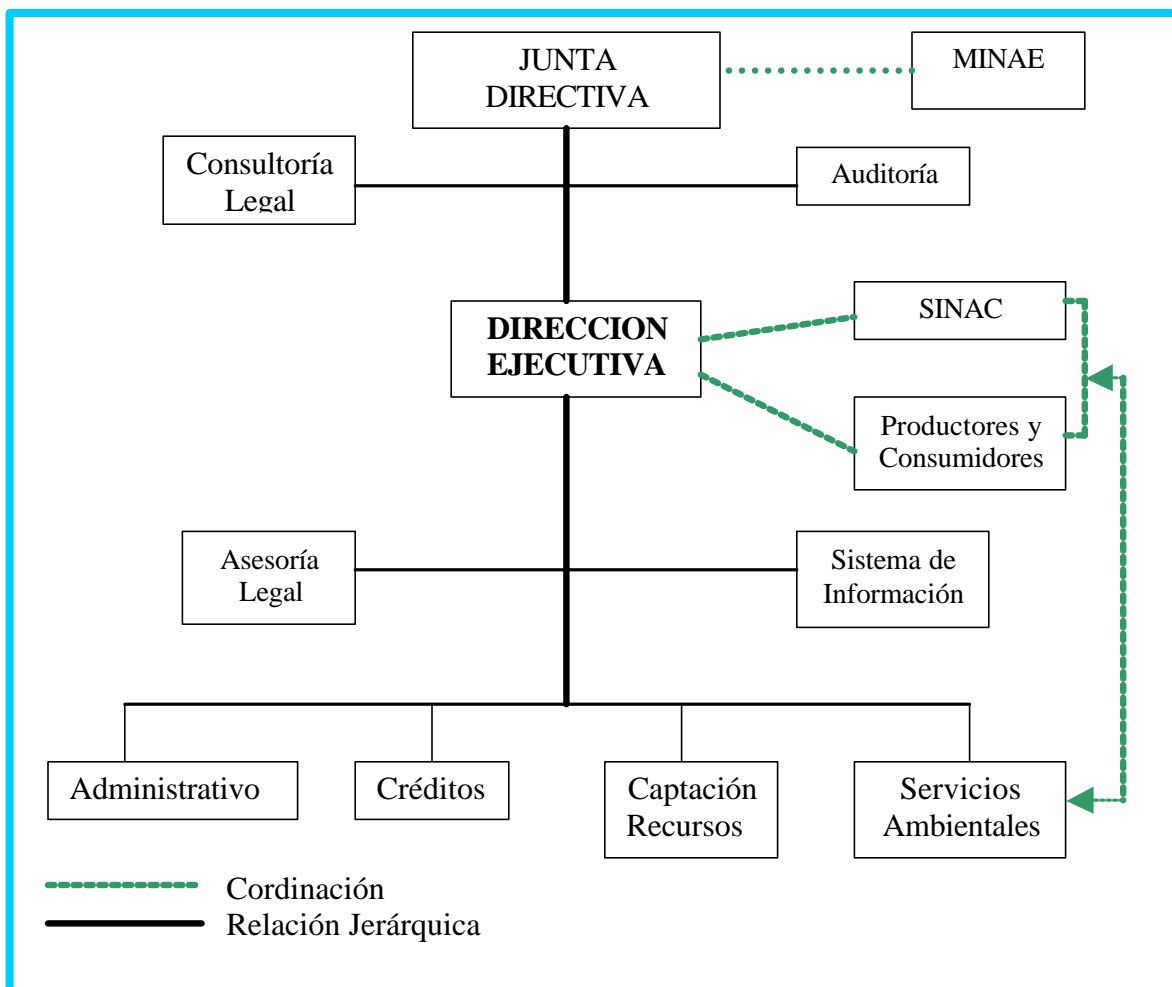 JUNTA
DIRECTIVA
MINAE
Consultoría
Legal
Auditoría
DIRECCION
EJECUTIVA
SINAC
Productores y
Consumidores
Asesoría
Legal
Sistema de
Información
Administrativo
Créditos
Captación
Recursos
Servicios
Ambientales
Cordinación
Relación Jerárquica